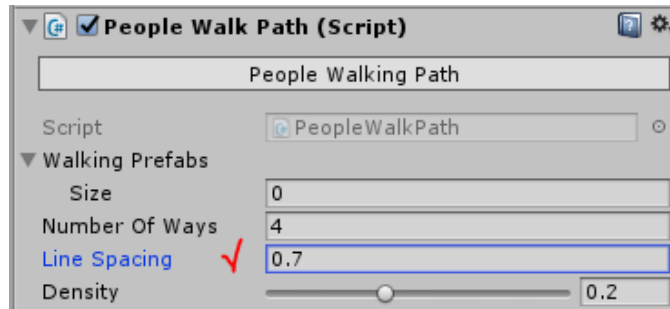 People Walk Path (Script)
People Walking Path
Script PeopleWalkPath
Walking Prefabs
Size 0
Number Of Ways 4
Line Spacing 0.7
Density 0.2